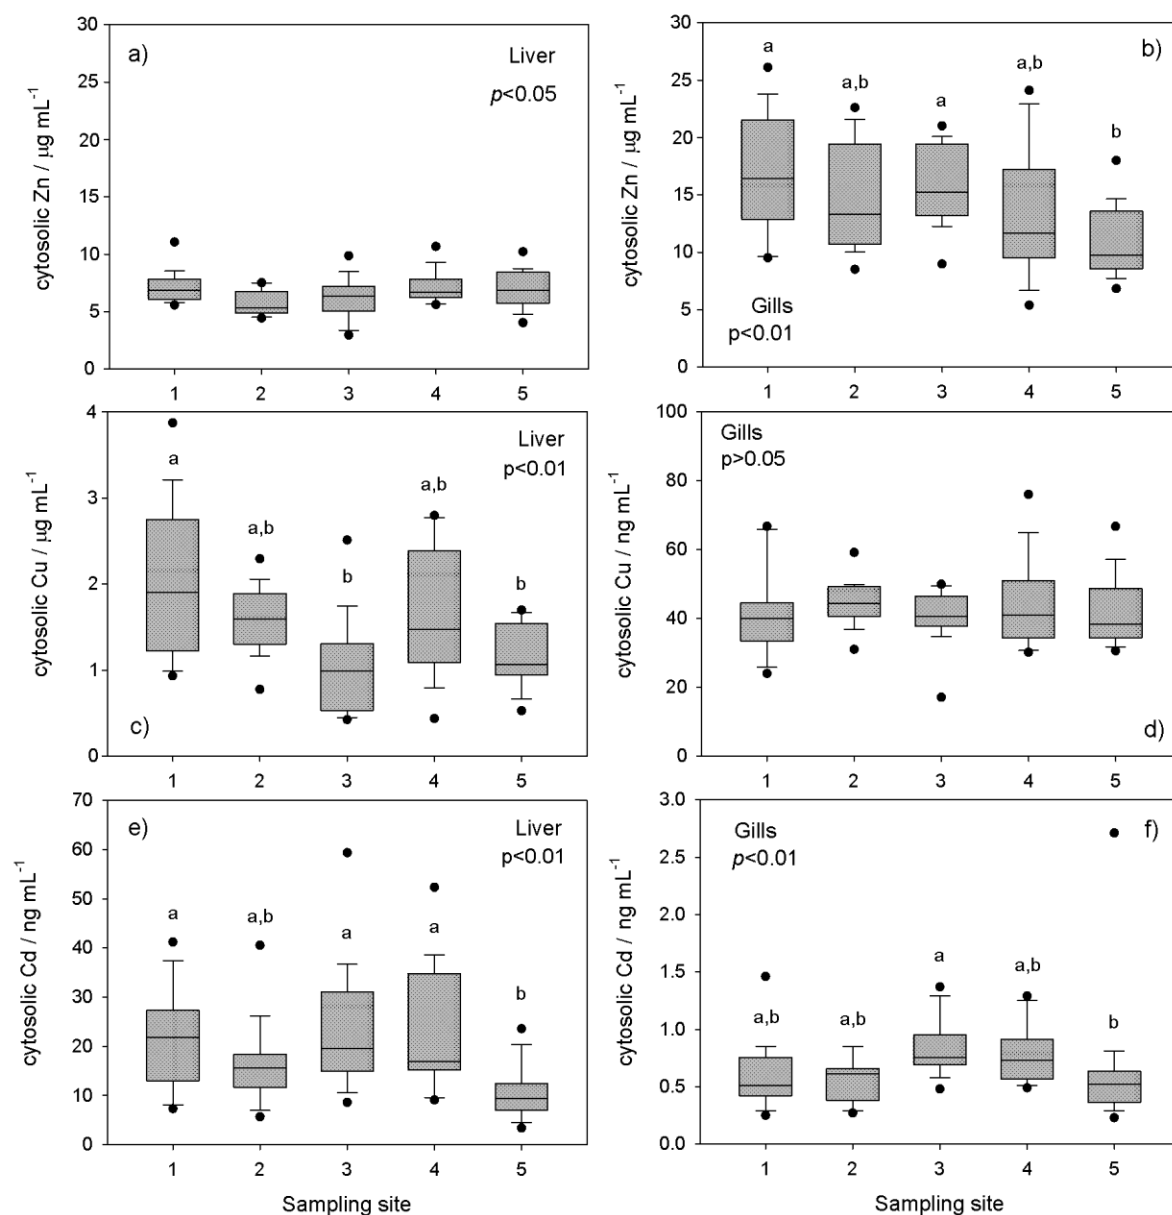 a)
Liver
p<0.05
cytosolic Zn / µg mL⁻¹
30
25
20
15
10
5
0
1 2 3 4 5
b)
a
a,b
a
a,b
b
Gills
p<0.01
cytosolic Zn / µg mL⁻¹
30
25
20
15
10
5
0
1 2 3 4 5
c)
Liver
p<0.01
a
a,b
b
a,b
b
cytosolic Cu / µg mL⁻¹
4
3
2
1
0
1 2 3 4 5
Gills
p>0.05
d)
cytosolic Cu / ng mL⁻¹
100
80
60
40
20
0
1 2 3 4 5
e)
Liver
p<0.01
a
a,b
a
a
b
cytosolic Cd / ng mL⁻¹
70
60
50
40
30
20
10
0
1 2 3 4 5
Sampling site
Gills
p<0.01
f)
a,b
a,b
a
a,b
b
cytosolic Cd / ng mL⁻¹
3.0
2.5
2.0
1.5
1.0
0.5
0.0
1 2 3 4 5
Sampling site